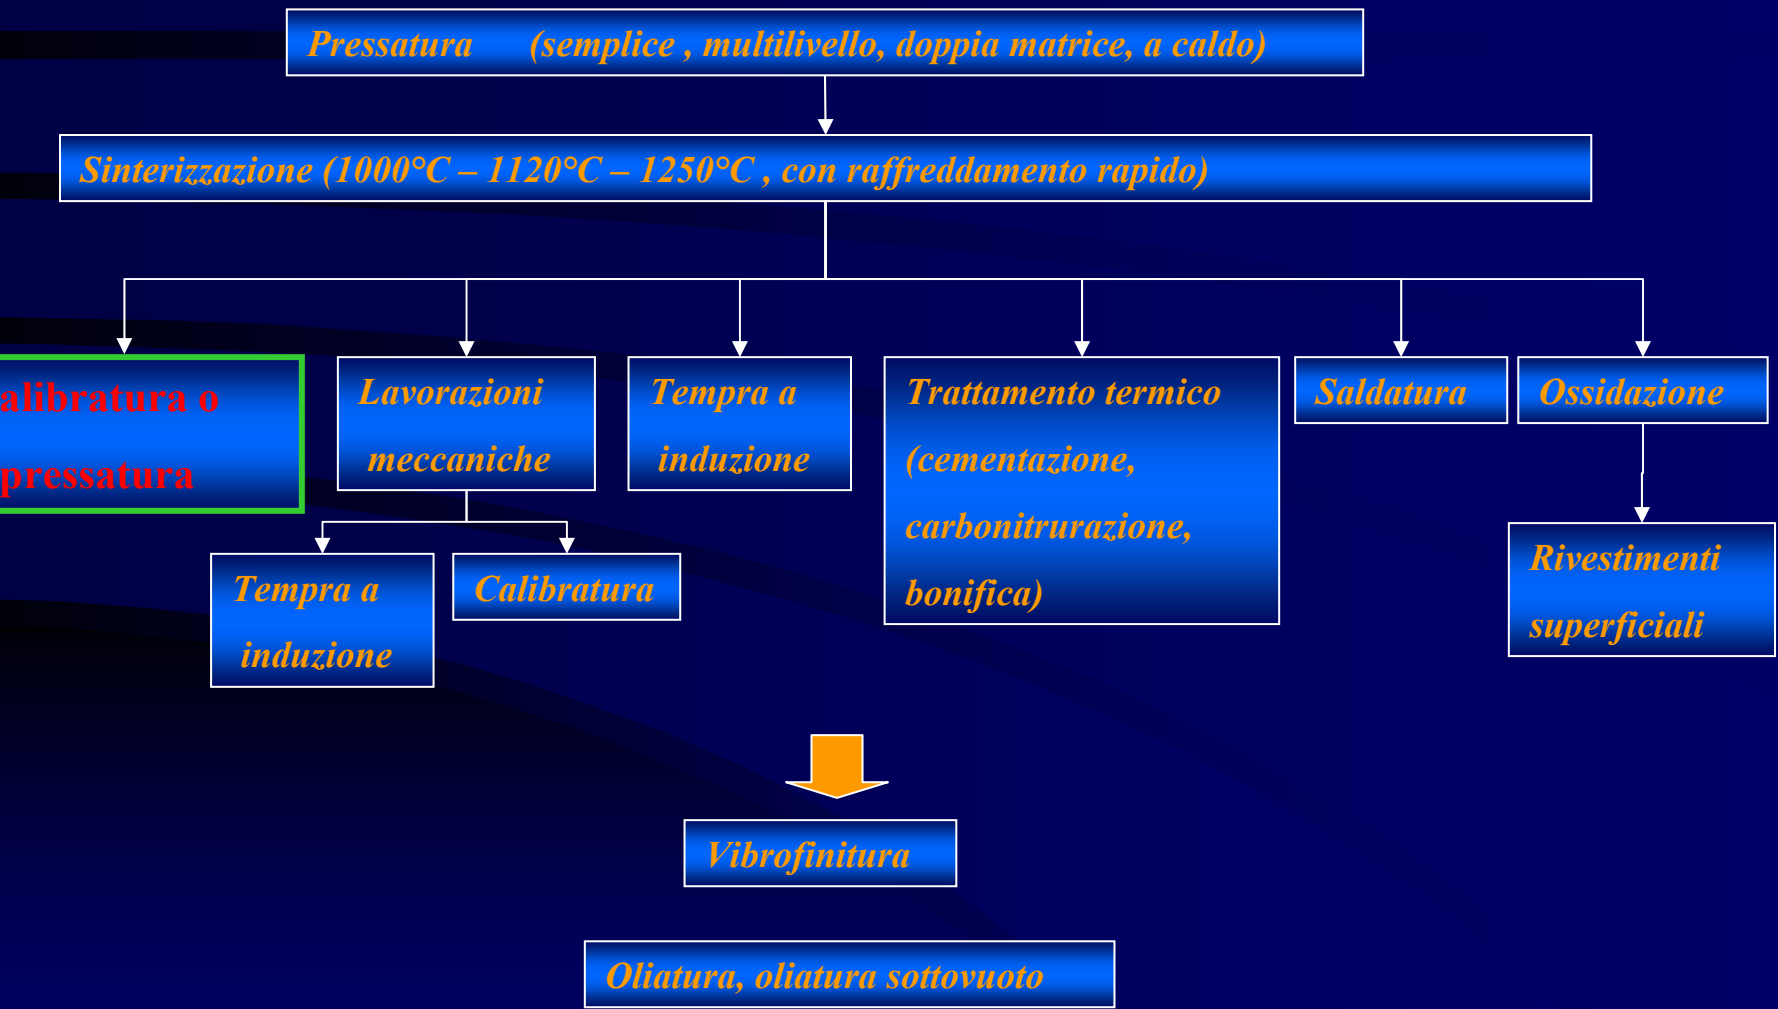 Pressatura (semplice , multilivello, doppia matrice, a caldo)
Sinterizzazione (1000°C – 1120°C – 1250°C , con raffreddamento rapido)
alibratura o
pressatura
Lavorazioni
meccaniche
Tempra a
induzione
Trattamento termico
(cementazione,
carbonitrurazione,
bonifica)
Saldatura
Ossidazione
Tempra a
induzione
Calibratura
Rivestimenti
superficiali
Vibrofinitura
Oliatura, oliatura sottovuoto